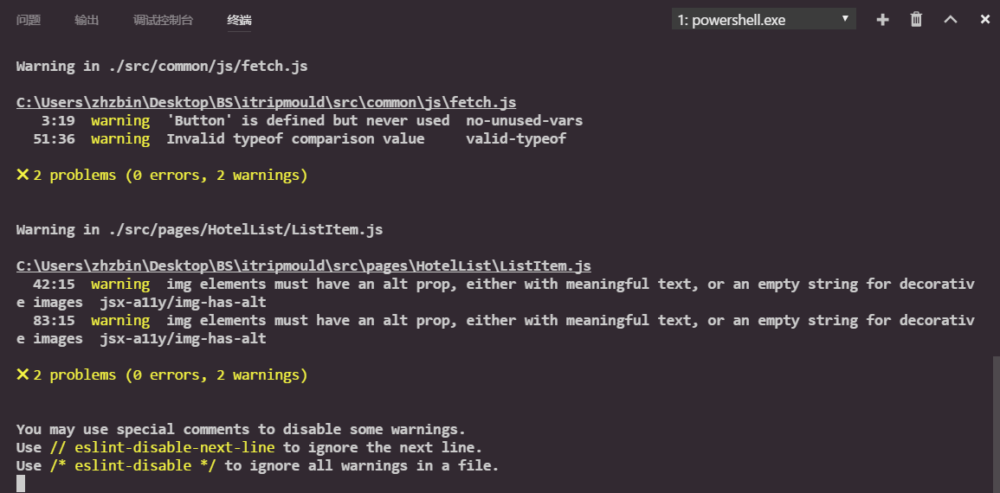 问题 输出 调试控制台 终端 1: powershell.exe
Warning in ./src/common/js/fetch.js
C:\Users\zhzbin\Desktop\BS\itripmould\src\common\js\fetch.js
3:19 warning 'Button' is defined but never used no-unused-vars
51:36 warning Invalid typeof comparison value valid-typeof
✕ 2 problems (0 errors, 2 warnings)
Warning in ./src/pages/HotelList/ListItem.js
C:\Users\zhzbin\Desktop\BS\itripmould\src\pages\HotelList\ListItem.js
42:15 warning img elements must have an alt prop, either with meaningful text, or an empty string for decorativ
e images jsx-a11y/img-has-alt
83:15 warning img elements must have an alt prop, either with meaningful text, or an empty string for decorativ
e images jsx-a11y/img-has-alt
✕ 2 problems (0 errors, 2 warnings)
You may use special comments to disable some warnings.
Use // eslint-disable-next-line to ignore the next line.
Use /* eslint-disable */ to ignore all warnings in a file.